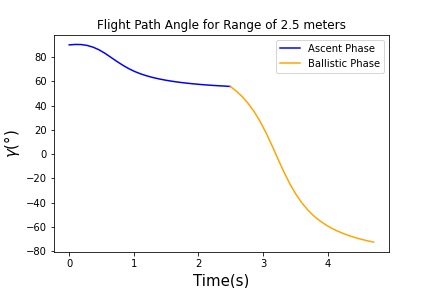 Flight Path Angle for Range of 2.5 meters
Ascent Phase
Ballistic Phase
γ(°)
80
60
40
20
0
−20
−40
−60
−80
0 1 2 3 4
Time(s)